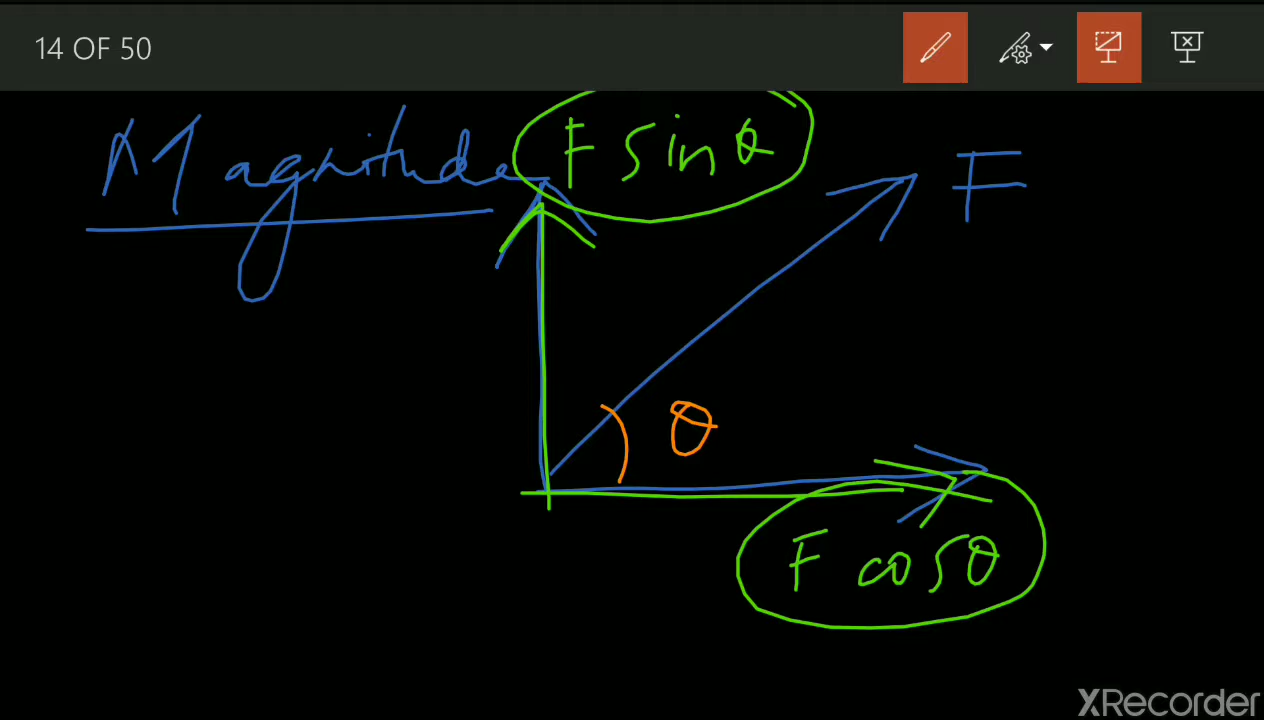 14 OF 50
Magnitude
F sinθ
F
θ
F cosθ
XRecorder